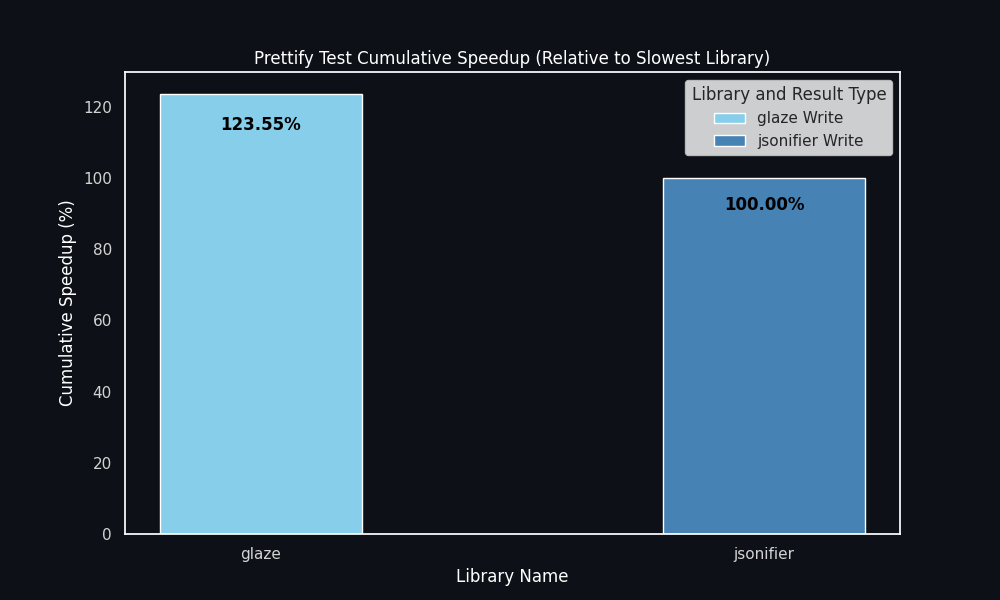 Prettify Test Cumulative Speedup (Relative to Slowest Library)
Library and Result Type
glaze Write
jsonifier Write
Cumulative Speedup (%)
120
100
80
60
40
20
0
123.55%
100.00%
glaze
jsonifier
Library Name